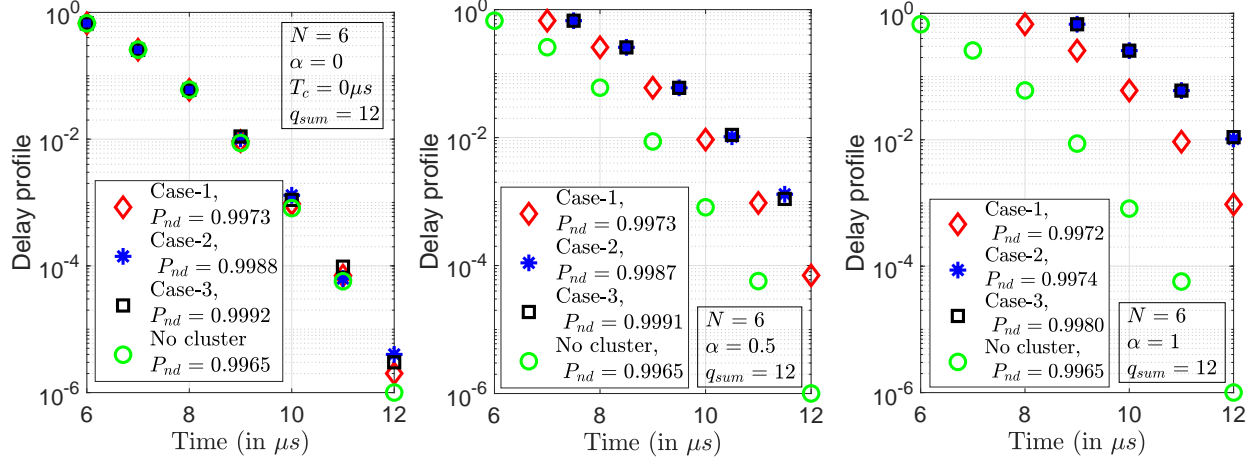 Delay profile
10^0
10^-2
10^-4
10^-6
6
8
10
12
Time (in μs)
N = 6
α = 0
T_c = 0μs
q_sum = 12
Case-1,
P_nd = 0.9973
Case-2,
P_nd = 0.9988
Case-3,
P_nd = 0.9992
No cluster
P_nd = 0.9965
Delay profile
10^0
10^-2
10^-4
10^-6
6
8
10
12
Time (in μs)
Case-1,
P_nd = 0.9973
Case-2,
P_nd = 0.9987
Case-3,
P_nd = 0.9991
No cluster,
P_nd = 0.9965
N = 6
α = 0.5
q_sum = 12
Delay profile
10^0
10^-2
10^-4
10^-6
6
8
10
12
Time (in μs)
Case-1,
P_nd = 0.9972
Case-2,
P_nd = 0.9974
Case-3,
P_nd = 0.9980
No cluster,
P_nd = 0.9965
N = 6
α = 1
q_sum = 12